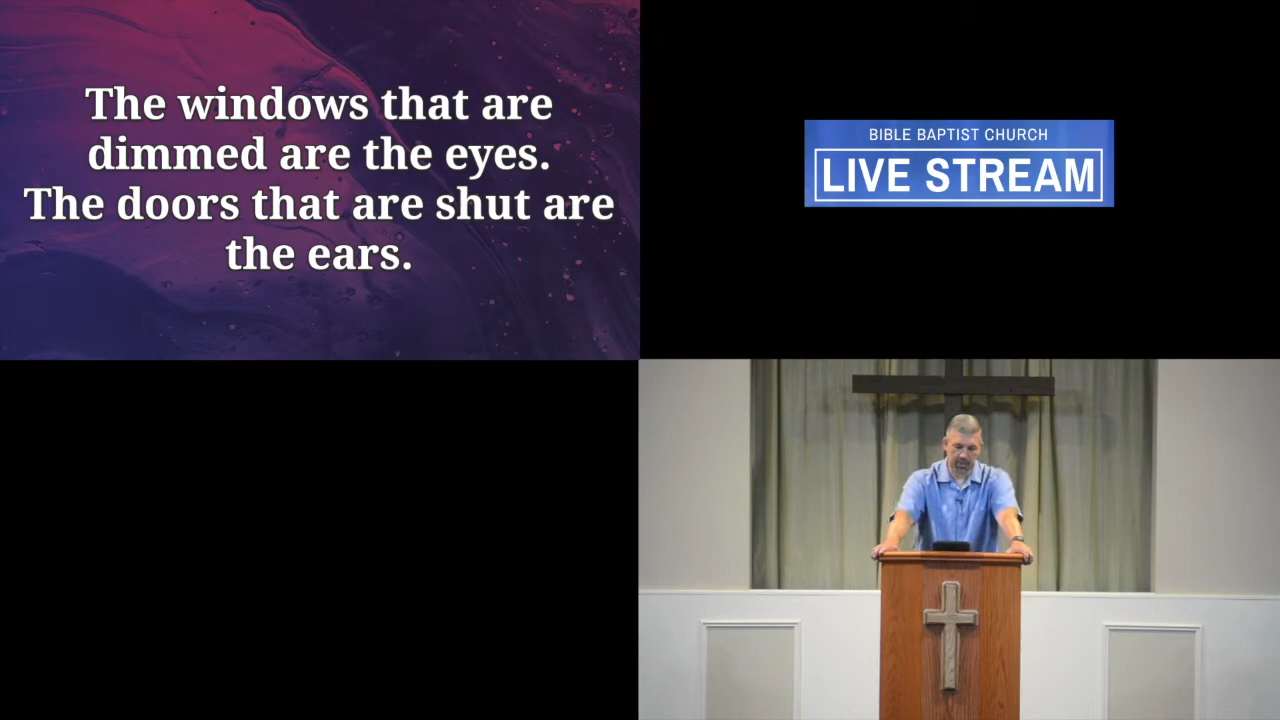 The windows that are
dimmed are the eyes.
The doors that are shut are
the ears.
BIBLE BAPTIST CHURCH
LIVE STREAM